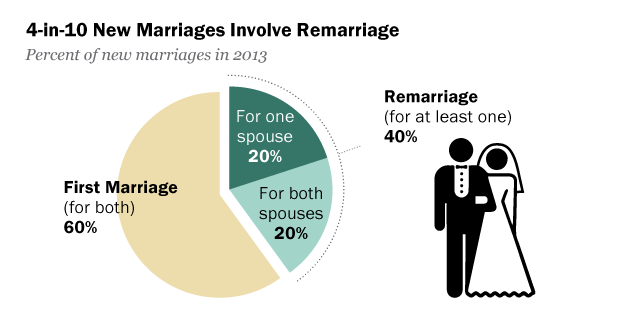 4-in-10 New Marriages Involve Remarriage
Percent of new marriages in 2013
For one
spouse
20%
For both
spouses
20%
First Marriage
(for both)
60%
Remarriage
(for at least one)
40%